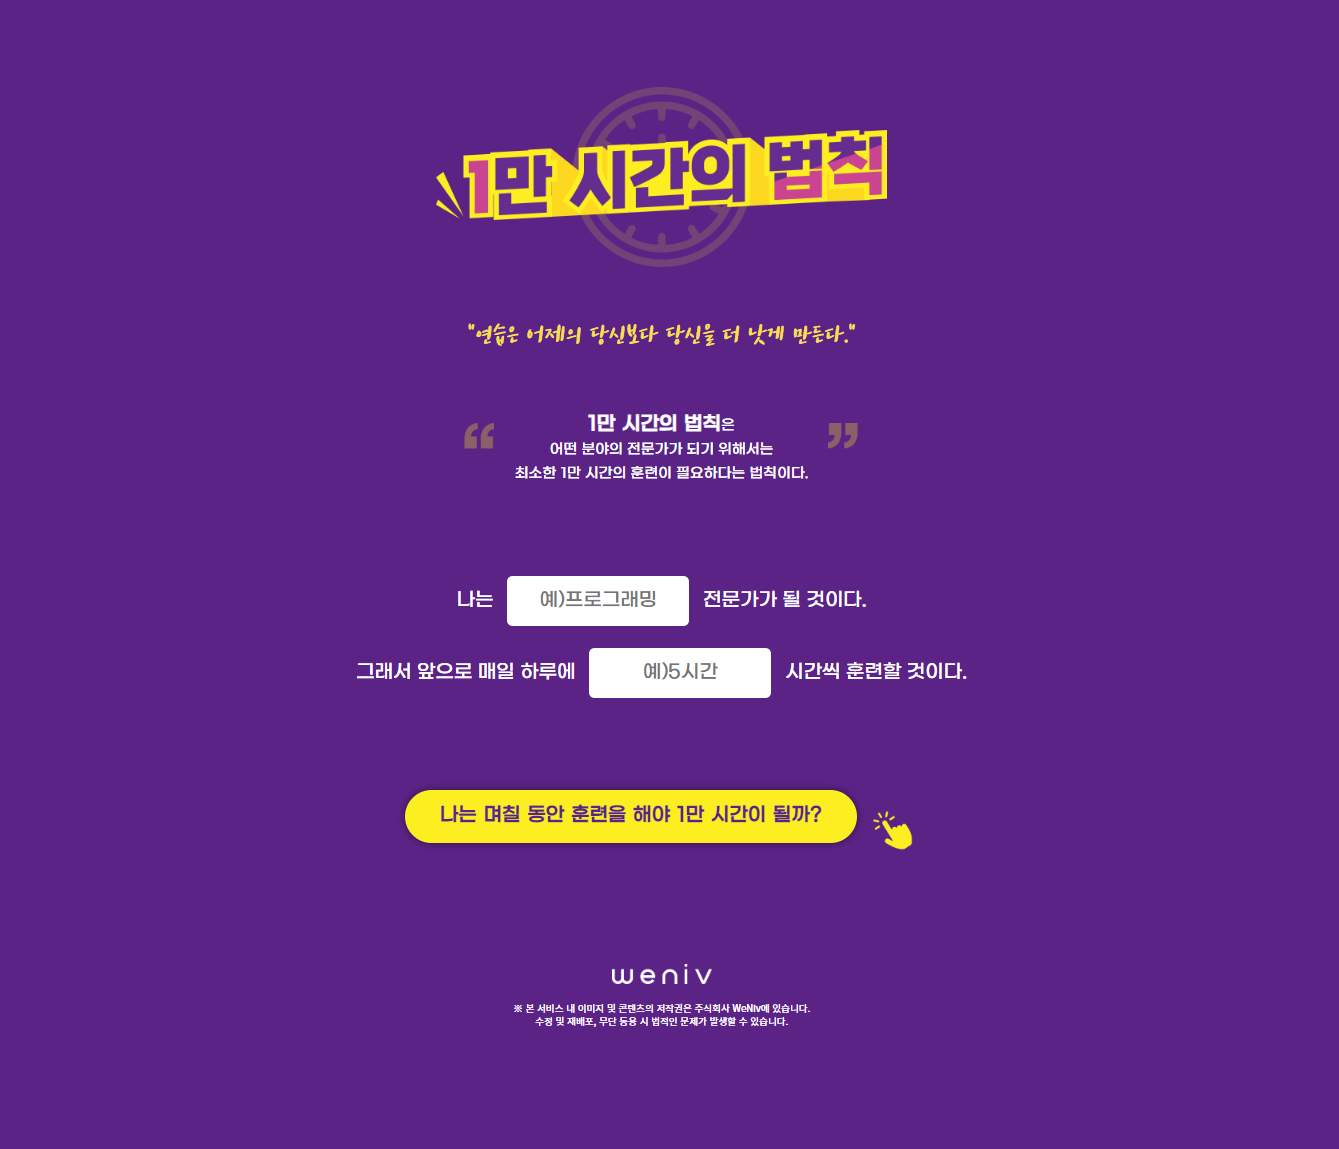 1만 시간의 법칙
"연습은 어제의 당신보다 당신을 더 낫게 만든다."
“ 1만 시간의 법칙은 ”
어떤 분야의 전문가가 되기 위해서는
최소한 1만 시간의 훈련이 필요하다는 법칙이다.
나는 예)프로그래밍 전문가가 될 것이다.
그래서 앞으로 매일 하루에 예)5시간 시간씩 훈련할 것이다.
나는 며칠 동안 훈련을 해야 1만 시간이 될까?
weniv
※ 본 서비스 내 이미지 및 콘텐츠의 저작권은 주식회사 WeNiv에 있습니다.
수정 및 재배포, 무단 동용 시 법적인 문제가 발생할 수 있습니다.